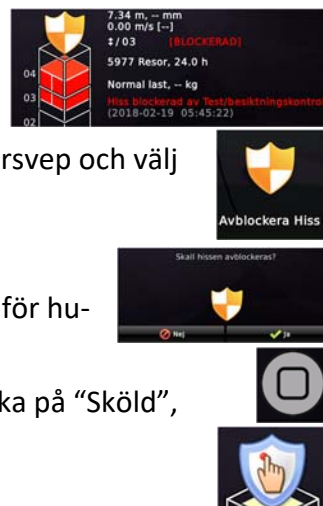 7.34 m, -- mm
0.00 m/s [--]
‡/03 [BLOCKERAD]
5977 Resor, 24.0 h
04
Normal last, -- kg
03
Hiss blockerad av Test/besiktningskontrol
(2018-02-19 05:45:22)
02
rsvep och välj
Avblockera Hiss
Skall hissen avblockeras?
för hu-
Nej
Ja
ka på “Sköld”,